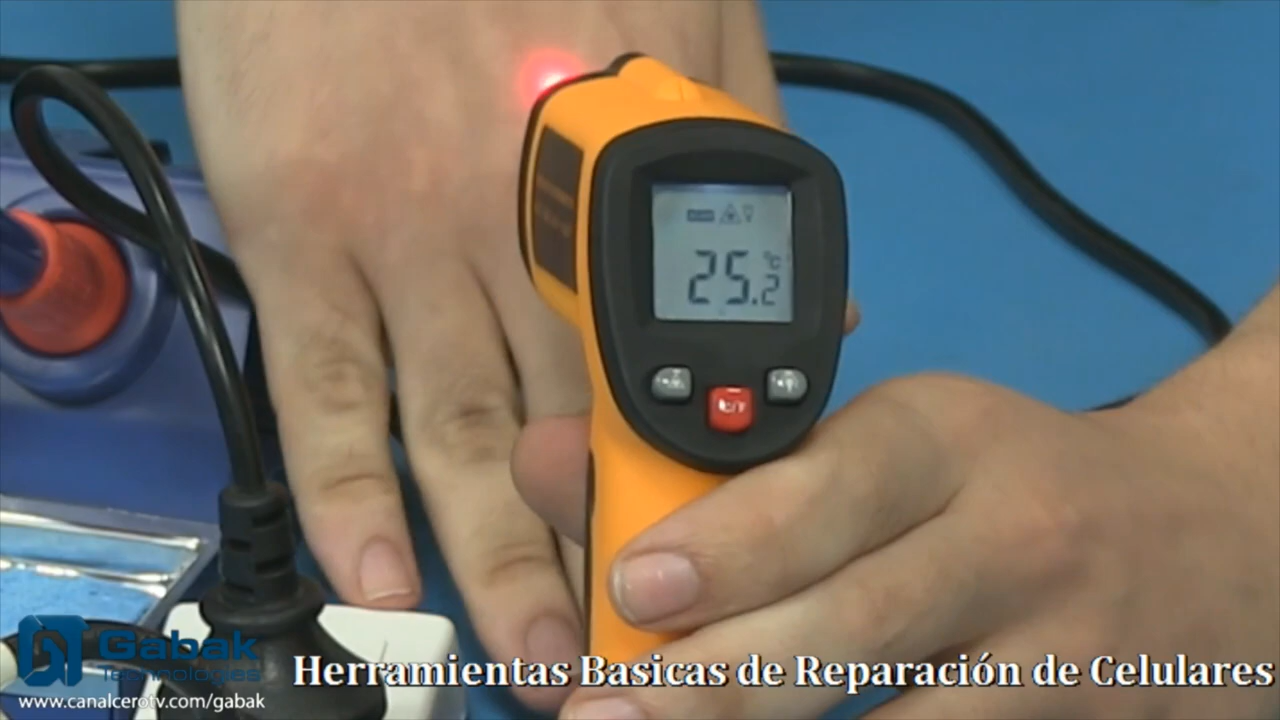 25.2
°C
°C/°F
Gabak
Technologies
www.canalcerotv.com/gabak
Herramientas Basicas de Reparación de Celulares